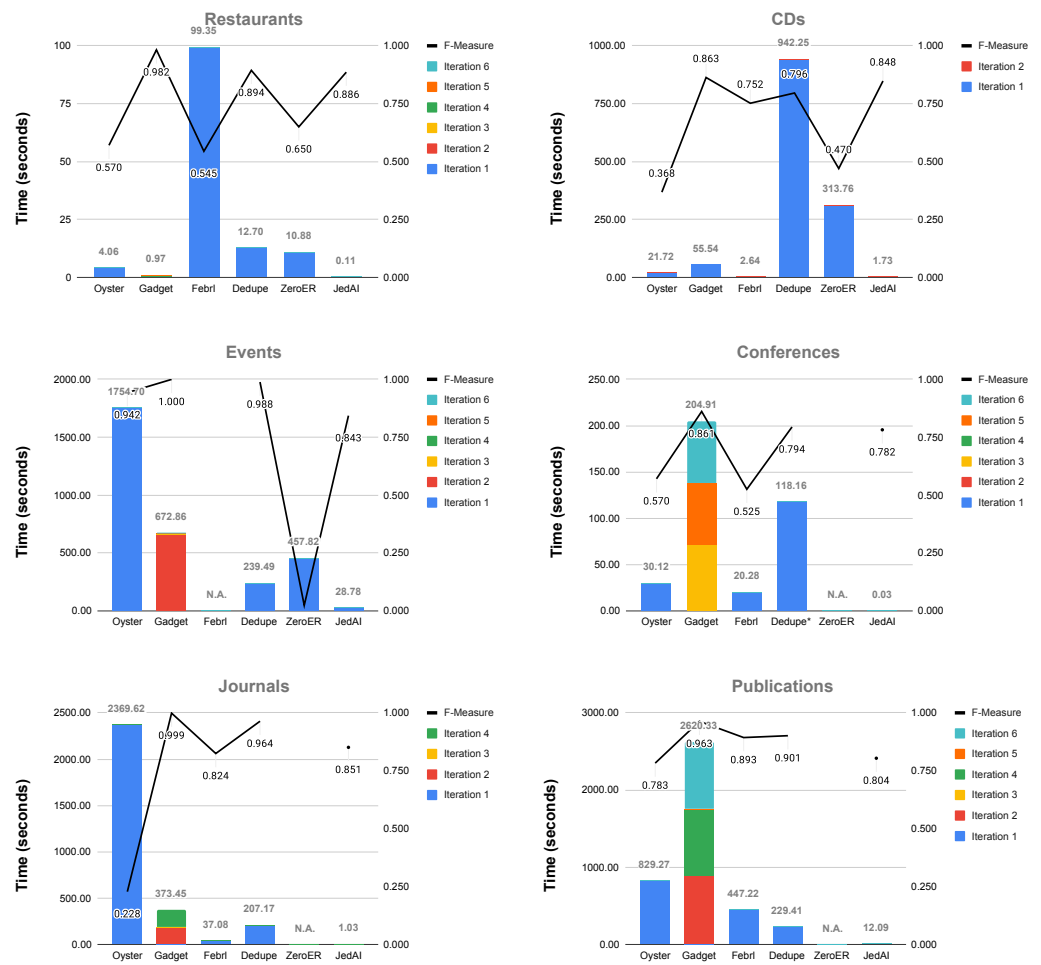 Restaurants
Time (seconds)
100
75
50
25
0
1.000
0.750
0.500
0.250
0.000
4.06
0.97
99.35
12.70
10.88
0.11
0.570
0.982
0.545
0.894
0.650
0.886
Oyster
Gadget
Febrl
Dedupe
ZeroER
JedAI
F-Measure
Iteration 6
Iteration 5
Iteration 4
Iteration 3
Iteration 2
Iteration 1
CDs
Time (seconds)
1000.00
750.00
500.00
250.00
0.00
1.000
0.750
0.500
0.250
0.000
21.72
55.54
2.64
942.25
313.76
1.73
0.368
0.863
0.752
0.796
0.470
0.848
Oyster
Gadget
Febrl
Dedupe
ZeroER
JedAI
F-Measure
Iteration 2
Iteration 1
Events
Time (seconds)
2000.00
1500.00
1000.00
500.00
0.00
1.000
0.750
0.500
0.250
0.000
1754.70
672.86
N.A.
239.49
457.82
28.78
0.942
1.000
0.988
0.843
Oyster
Gadget
Febrl
Dedupe
ZeroER
JedAI
F-Measure
Iteration 6
Iteration 5
Iteration 4
Iteration 3
Iteration 2
Iteration 1
Conferences
Time (seconds)
250.00
200.00
150.00
100.00
50.00
0.00
1.000
0.750
0.500
0.250
0.000
30.12
204.91
20.28
118.16
N.A.
0.03
0.570
0.861
0.525
0.794
0.782
Oyster
Gadget
Febrl
Dedupe*
ZeroER
JedAI
F-Measure
Iteration 6
Iteration 5
Iteration 4
Iteration 3
Iteration 2
Iteration 1
Journals
Time (seconds)
2500.00
2000.00
1500.00
1000.00
500.00
0.00
1.000
0.750
0.500
0.250
0.000
2369.62
373.45
37.08
207.17
N.A.
1.03
0.228
0.999
0.824
0.964
0.851
Oyster
Gadget
Febrl
Dedupe
ZeroER
JedAI
F-Measure
Iteration 4
Iteration 3
Iteration 2
Iteration 1
Publications
Time (seconds)
3000.00
2000.00
1000.00
0.00
1.000
0.750
0.500
0.250
0.000
829.27
447.22
229.41
N.A.
12.09
0.783
0.963
0.893
0.901
0.804
Oyster
Gadget
Febrl
Dedupe
ZeroER
JedAI
F-Measure
Iteration 6
Iteration 5
Iteration 4
Iteration 3
Iteration 2
Iteration 1